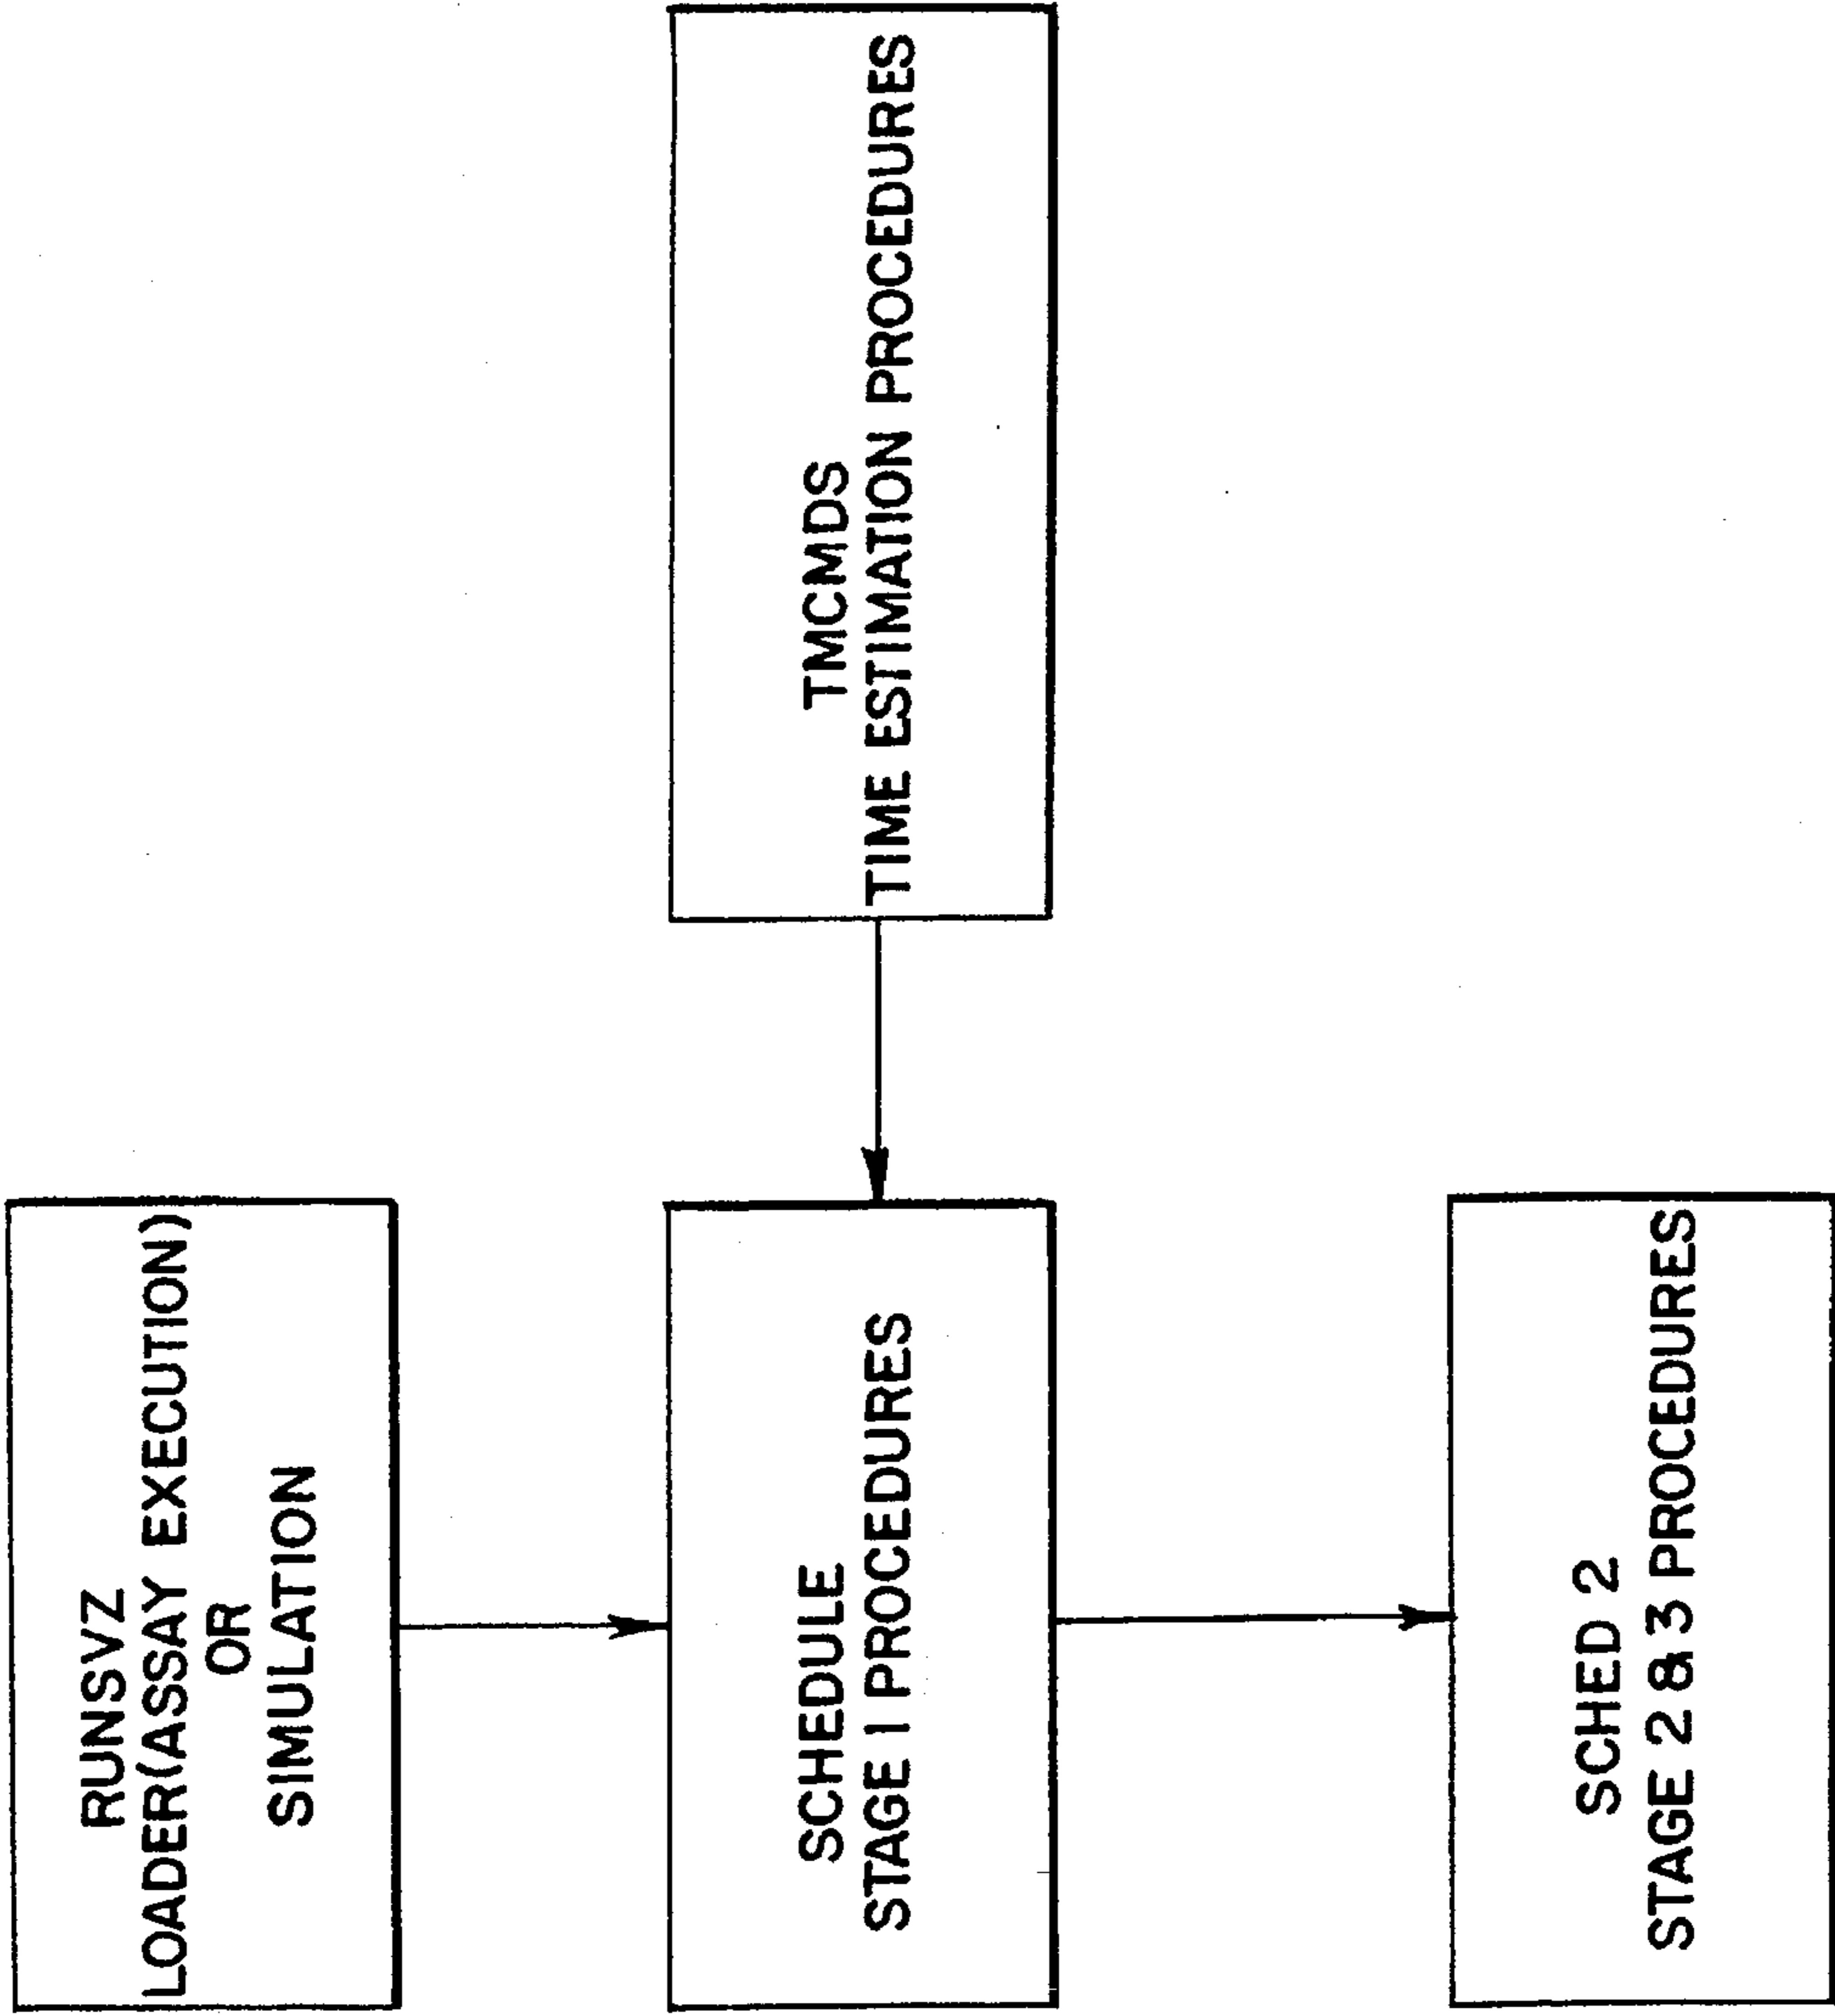 RUNSVZ
LOADER(ASSAY EXECUTION)
OR
SIMULATION
SCHEDULE
STAGE 1 PROCEDURES
TMCMDS
TIME ESTIMATION PROCEDURES
SCHED 2
STAGE 2 & 3 PROCEDURES